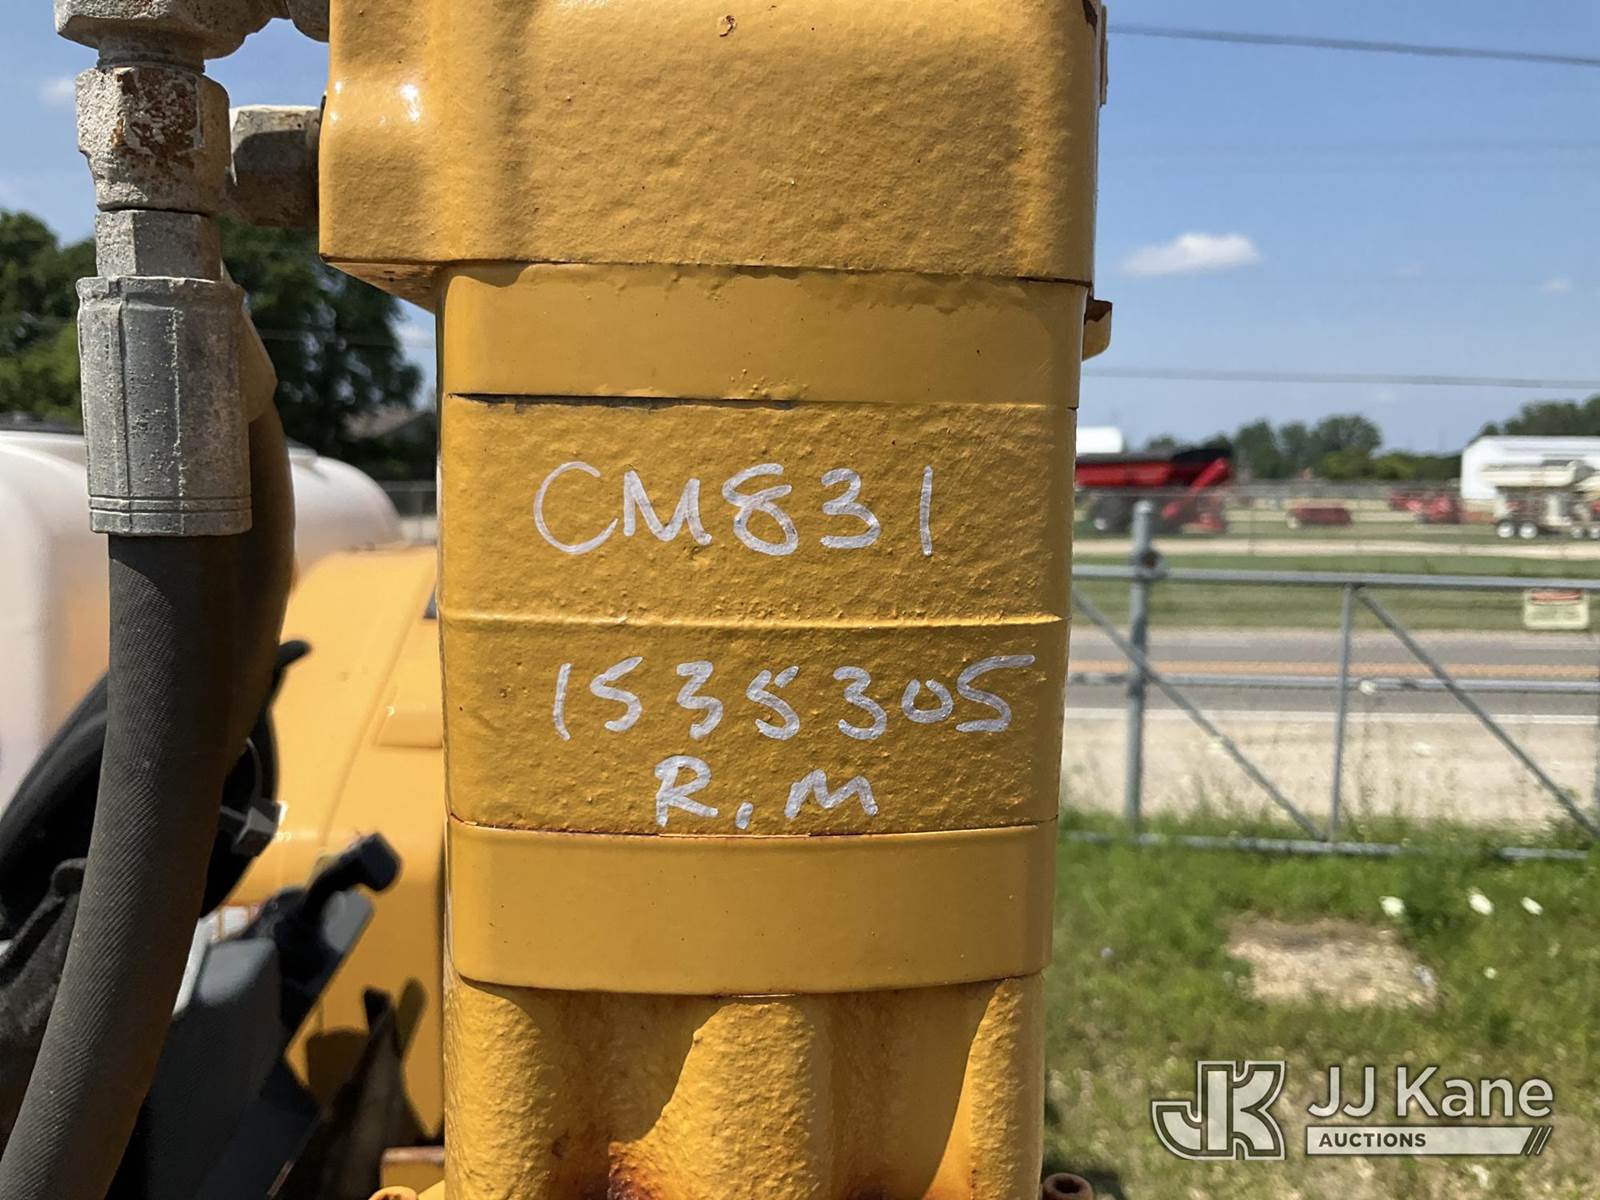 CM831
1535305
R.M
JJ Kane
AUCTIONS